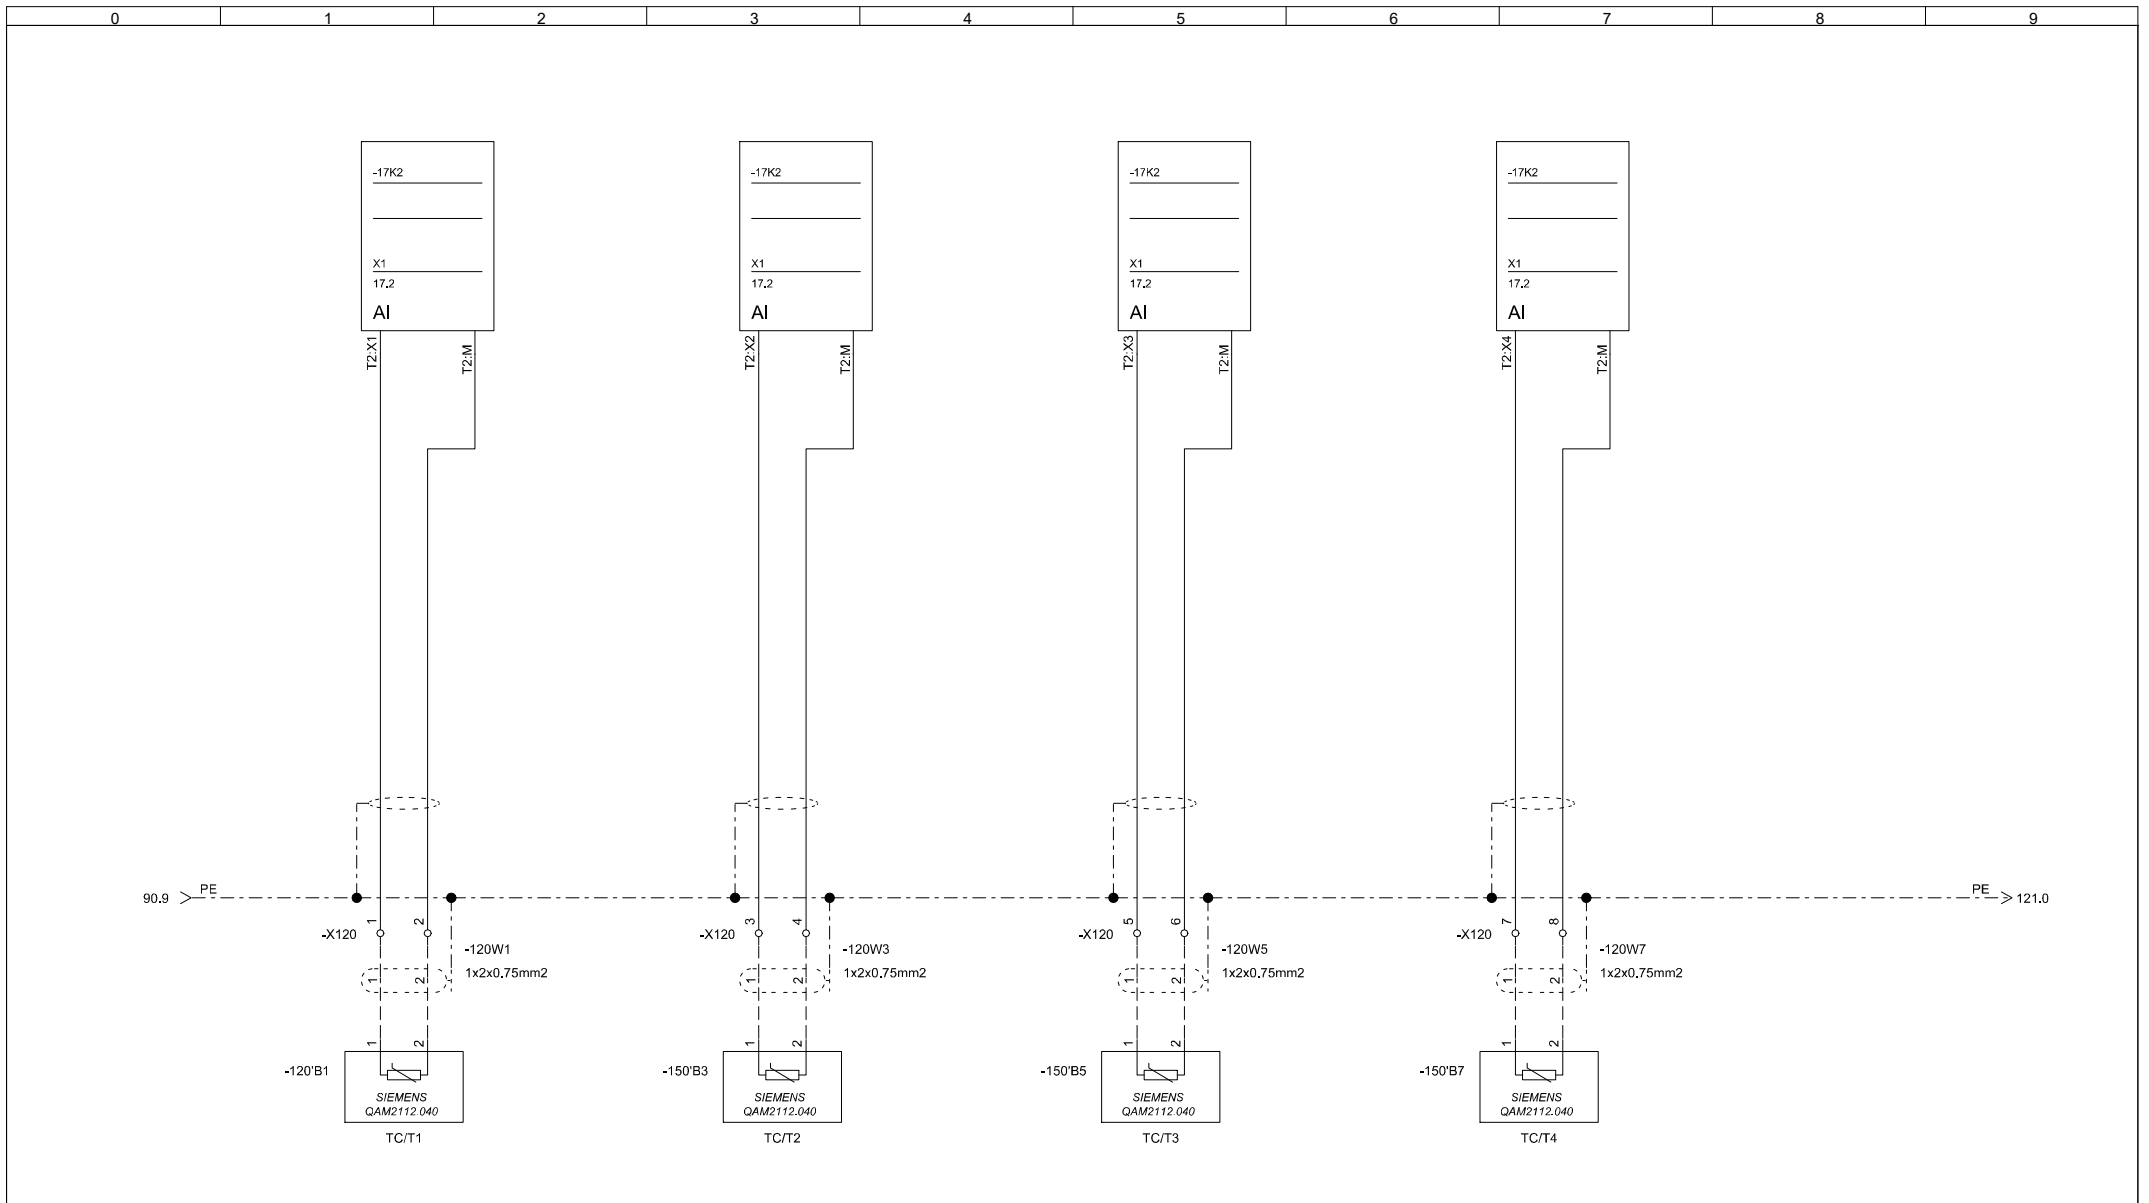 0 1 2 3 4 5 6 7 8 9
-17K2 -17K2 -17K2 -17K2
X1 X1 X1 X1
17.2 17.2 17.2 17.2
AI AI AI AI
T2:X1 T2:M T2:X2 T2:M T2:X3 T2:M T2:X4 T2:M
90.9 PE PE 121.0
1 2 3 4 5 6 7 8
-X120 -X120 -X120 -X120
-120W1 -120W3 -120W5 -120W7
1x2x0.75mm2 1x2x0.75mm2 1x2x0.75mm2 1x2x0.75mm2
1 2 1 2 1 2 1 2
1 2 1 2 1 2 1 2
-120'B1 -150'B3 -150'B5 -150'B7
SIEMENS SIEMENS SIEMENS SIEMENS
QAM2112.040 QAM2112.040 QAM2112.040 QAM2112.040
TC/T1 TC/T2 TC/T3 TC/T4